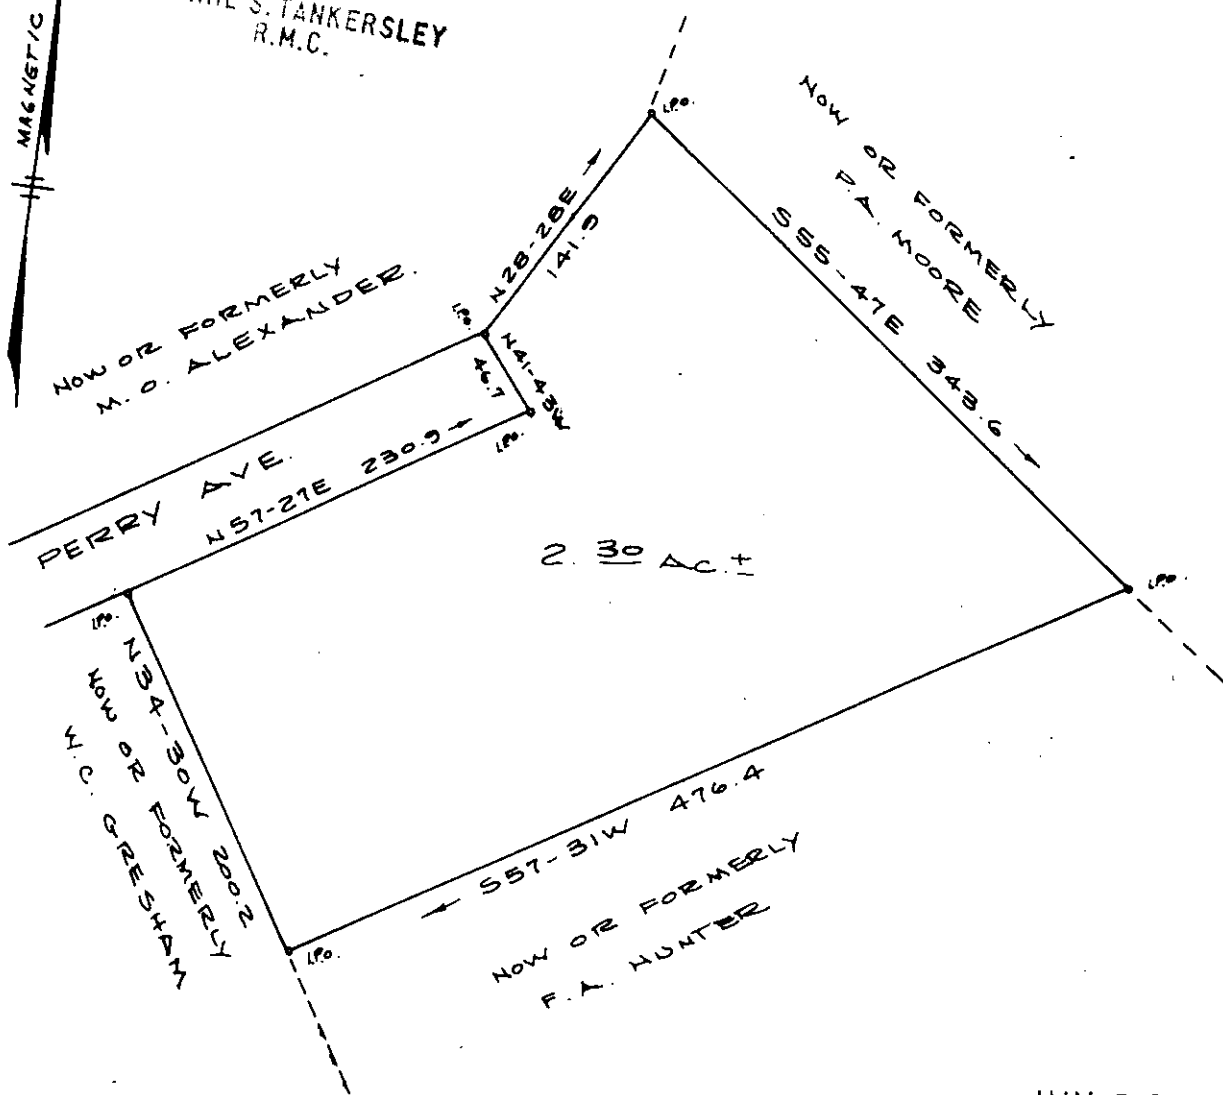 MAGNETIC
S. TANKERSLEY
R.M.C.
I.P.O.
NOW OR FORMERLY
P.A. MOORE
N28-28E
141.9
S55-47E 343.6
NOW OR FORMERLY
M. O. ALEXANDER.
I.P.O.
N41-43W
46.7
I.P.O.
PERRY AVE.
N57-27E 230.9
2.30 AC.±
I.P.O.
I.P.O.
N34-30W 200.2
NOW OR FORMERLY
GRESHAM
S57-31W 476.4
I.P.O.
NOW OR FORMERLY
F.A. HUNTER